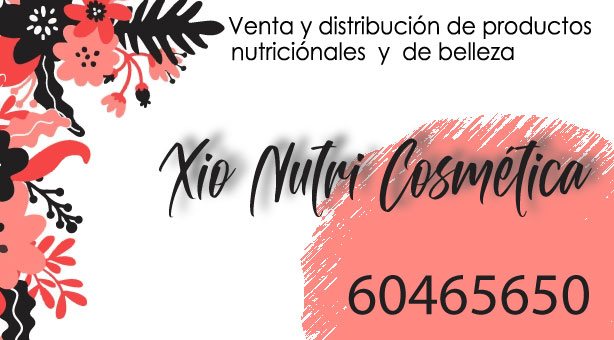 Venta y distribución de productos
nutriciónales y de belleza
Xio Nutri Cosmética
60465650